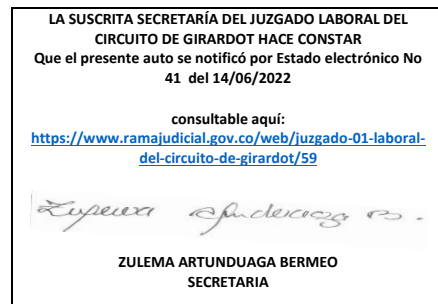 LA SUSCRITA SECRETARÍA DEL JUZGADO LABORAL DEL
CIRCUITO DE GIRARDOT HACE CONSTAR
Que el presente auto se notificó por Estado electrónico No
41 del 14/06/2022
consultable aquí:
https://www.ramajudicial.gov.co/web/juzgado-01-laboral-
del-circuito-de-girardot/59
ZULEMA ARTUNDUAGA BERMEO
SECRETARIA